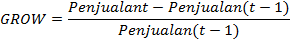 GROW = Penjualant − Penjualan(t − 1) / Penjualan(t − 1)